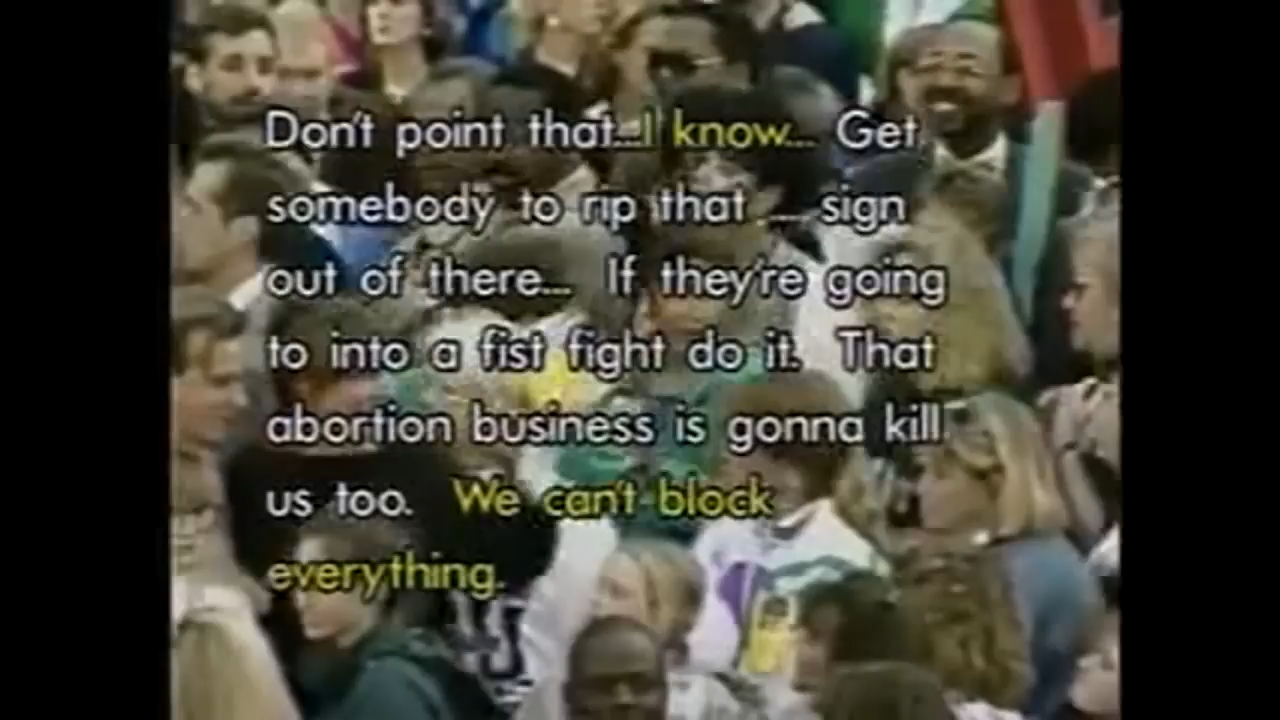 Don't point that...I know... Get
somebody to rip that ... sign
out of there... If they're going
to into a fist fight do it. That
abortion business is gonna kill
us too. We can't block
everything.